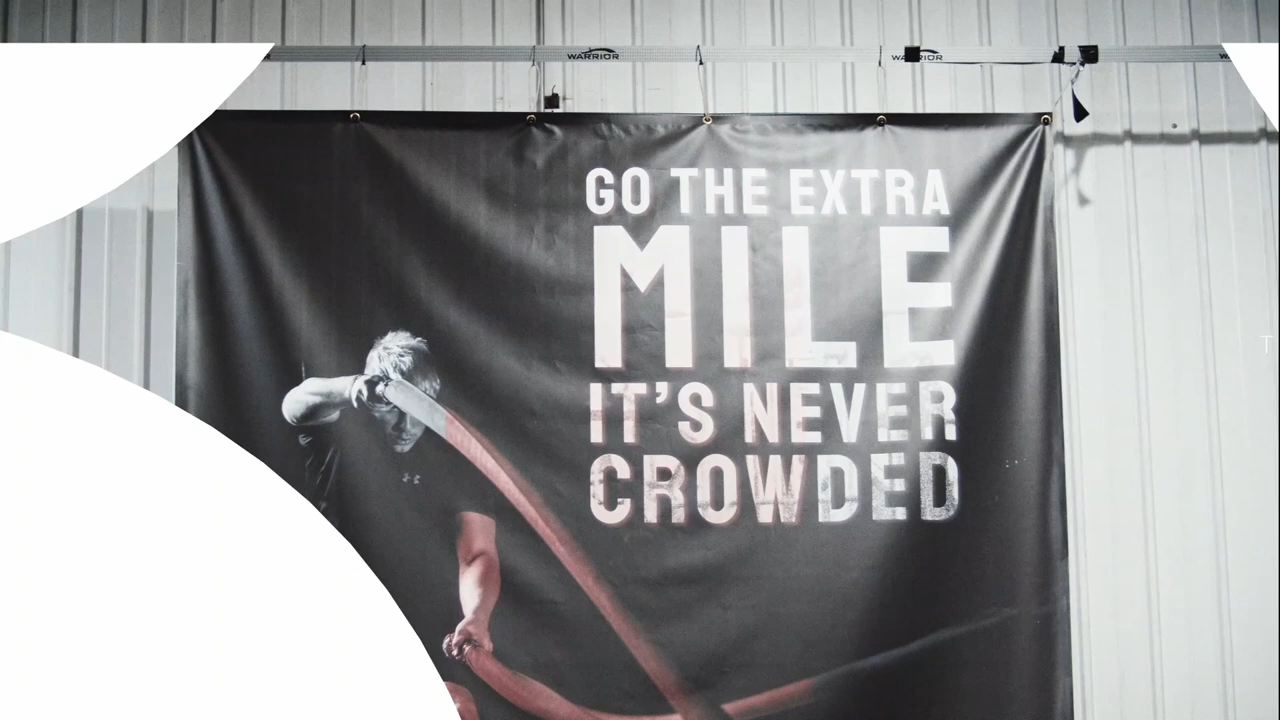 WARRIOR
WARRIOR
GO THE EXTRA
MILE
IT'S NEVER
CROWDED
T